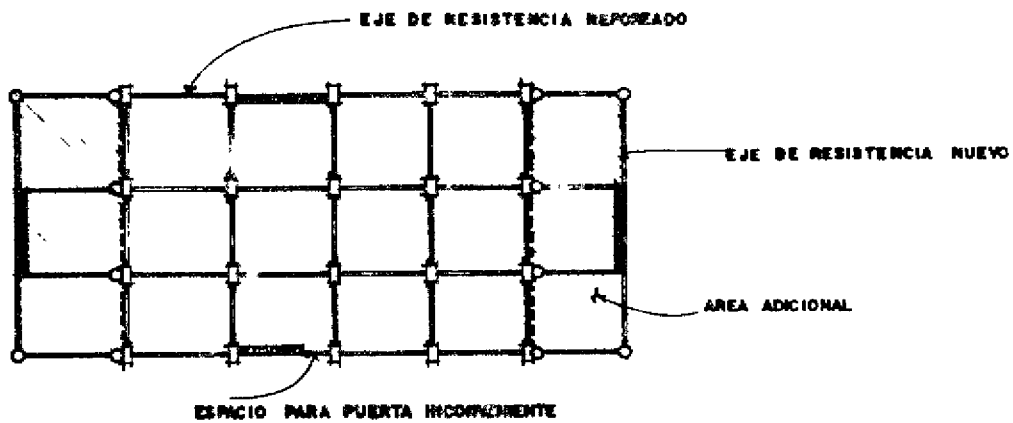 EJE DE RESISTENCIA
EJE DE RESISTENCIA NUEVO
AREA ADICIONAL
ESPACIO PARA PUERTA